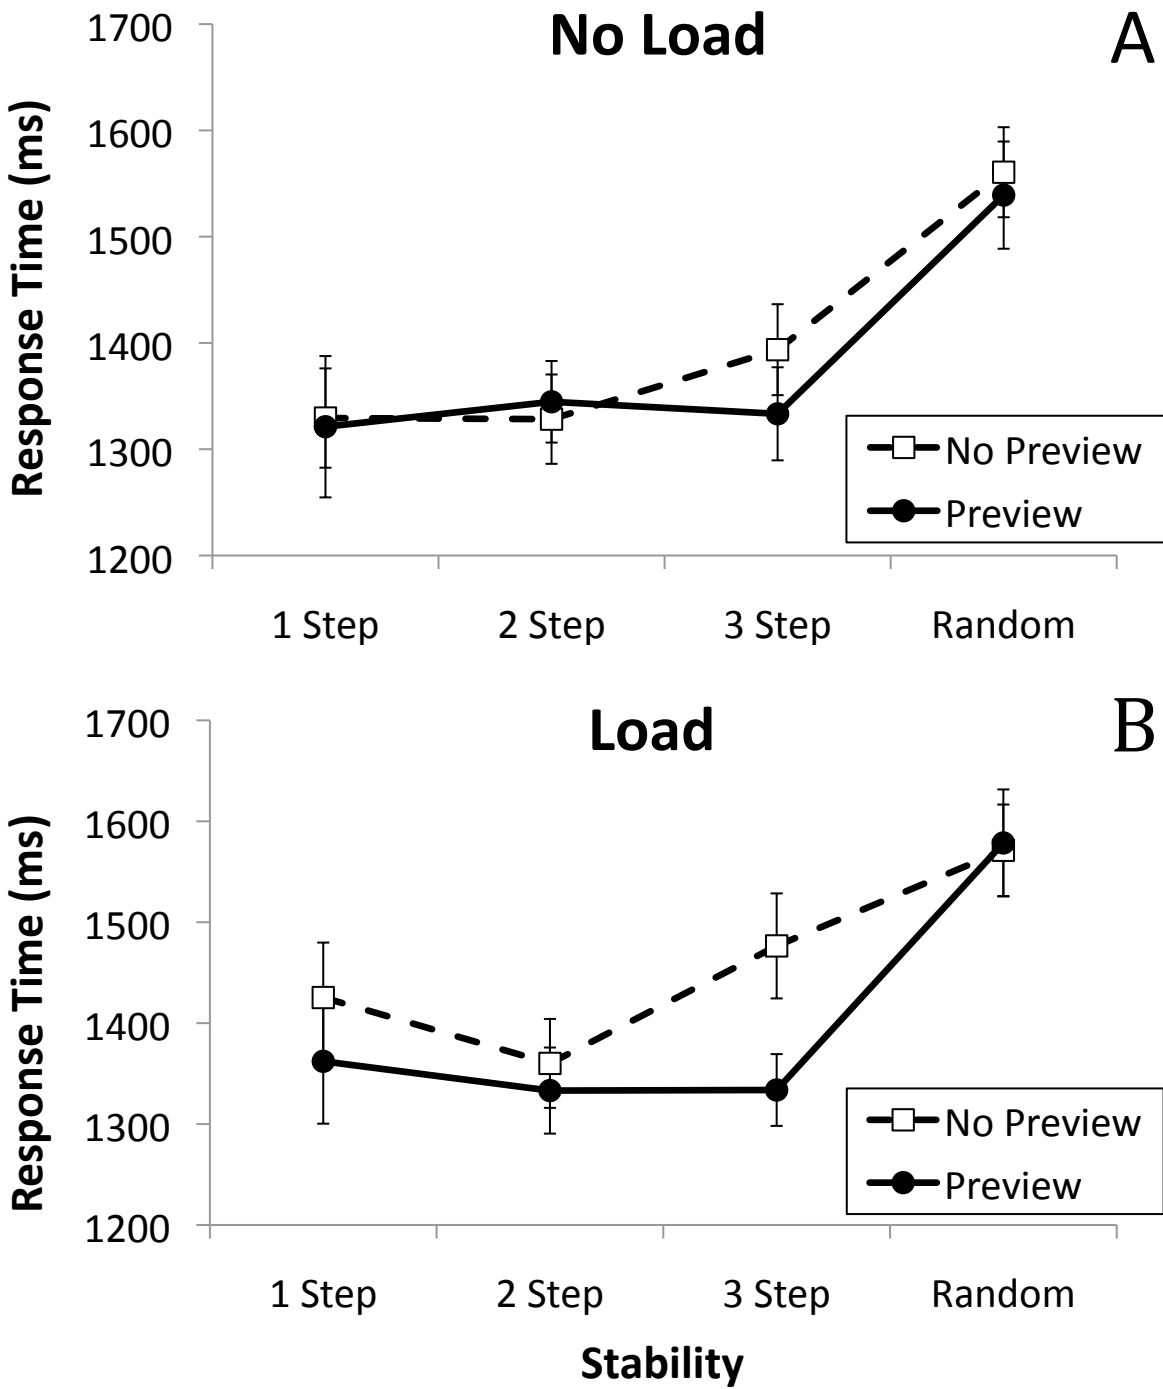 No Load
A
Response Time (ms)
1700
1600
1500
1400
1300
1200
No Preview
Preview
1 Step
2 Step
3 Step
Random
Load
B
Response Time (ms)
1700
1600
1500
1400
1300
1200
No Preview
Preview
1 Step
2 Step
3 Step
Random
Stability